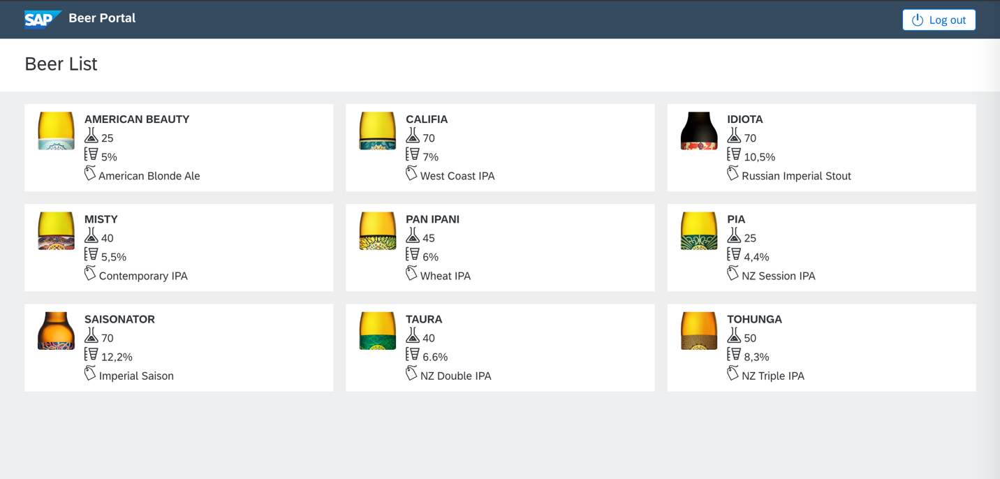 SAP Beer Portal
Log out
Beer List
AMERICAN BEAUTY
25
5%
American Blonde Ale
CALIFIA
70
7%
West Coast IPA
IDIOTA
70
10,5%
Russian Imperial Stout
MISTY
40
5,5%
Contemporary IPA
PAN IPANI
45
6%
Wheat IPA
PIA
25
4,4%
NZ Session IPA
SAISONATOR
70
12,2%
Imperial Saison
TAURA
40
6.6%
NZ Double IPA
TOHUNGA
50
8,3%
NZ Triple IPA